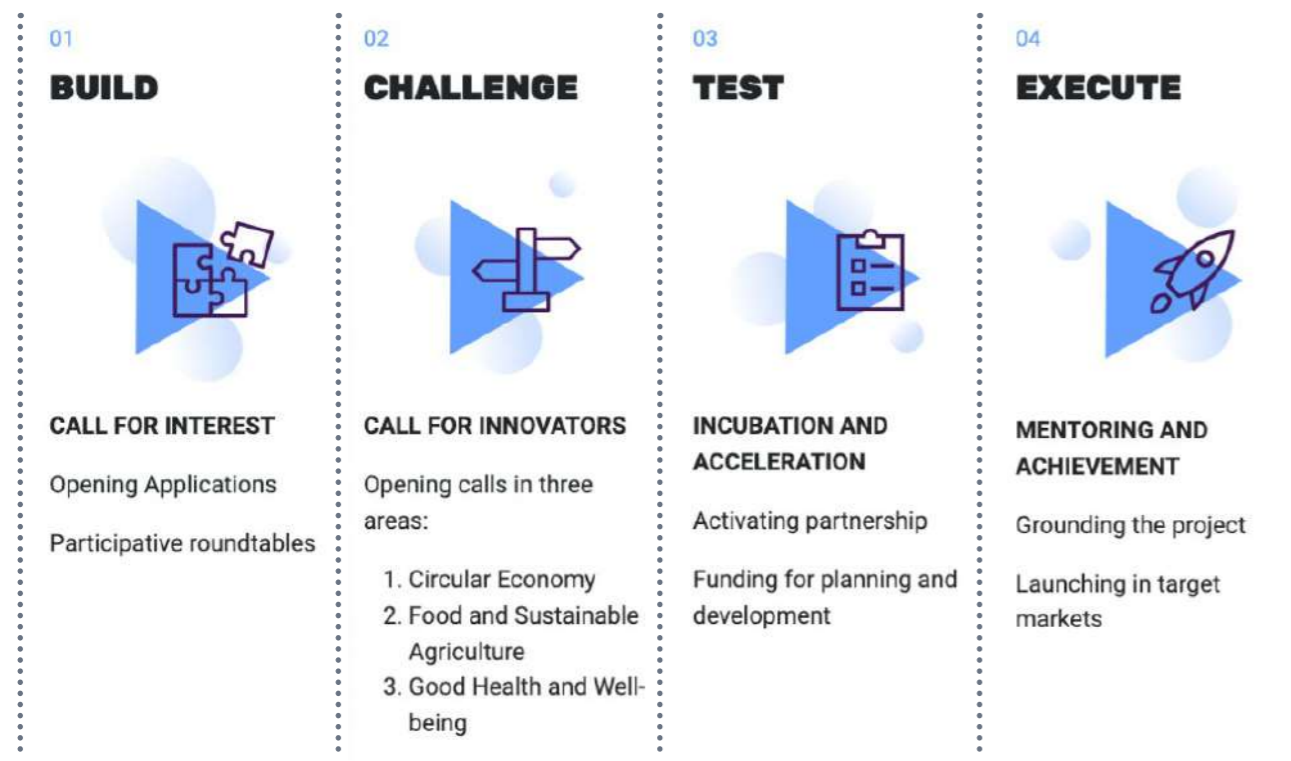 01
BUILD
CALL FOR INTEREST
Opening Applications
Participative roundtables
02
CHALLENGE
CALL FOR INNOVATORS
Opening calls in three
areas:
1. Circular Economy
2. Food and Sustainable
Agriculture
3. Good Health and Well-
being
03
TEST
INCUBATION AND
ACCELERATION
Activating partnership
Funding for planning and
development
04
EXECUTE
MENTORING AND
ACHIEVEMENT
Grounding the project
Launching in target
markets